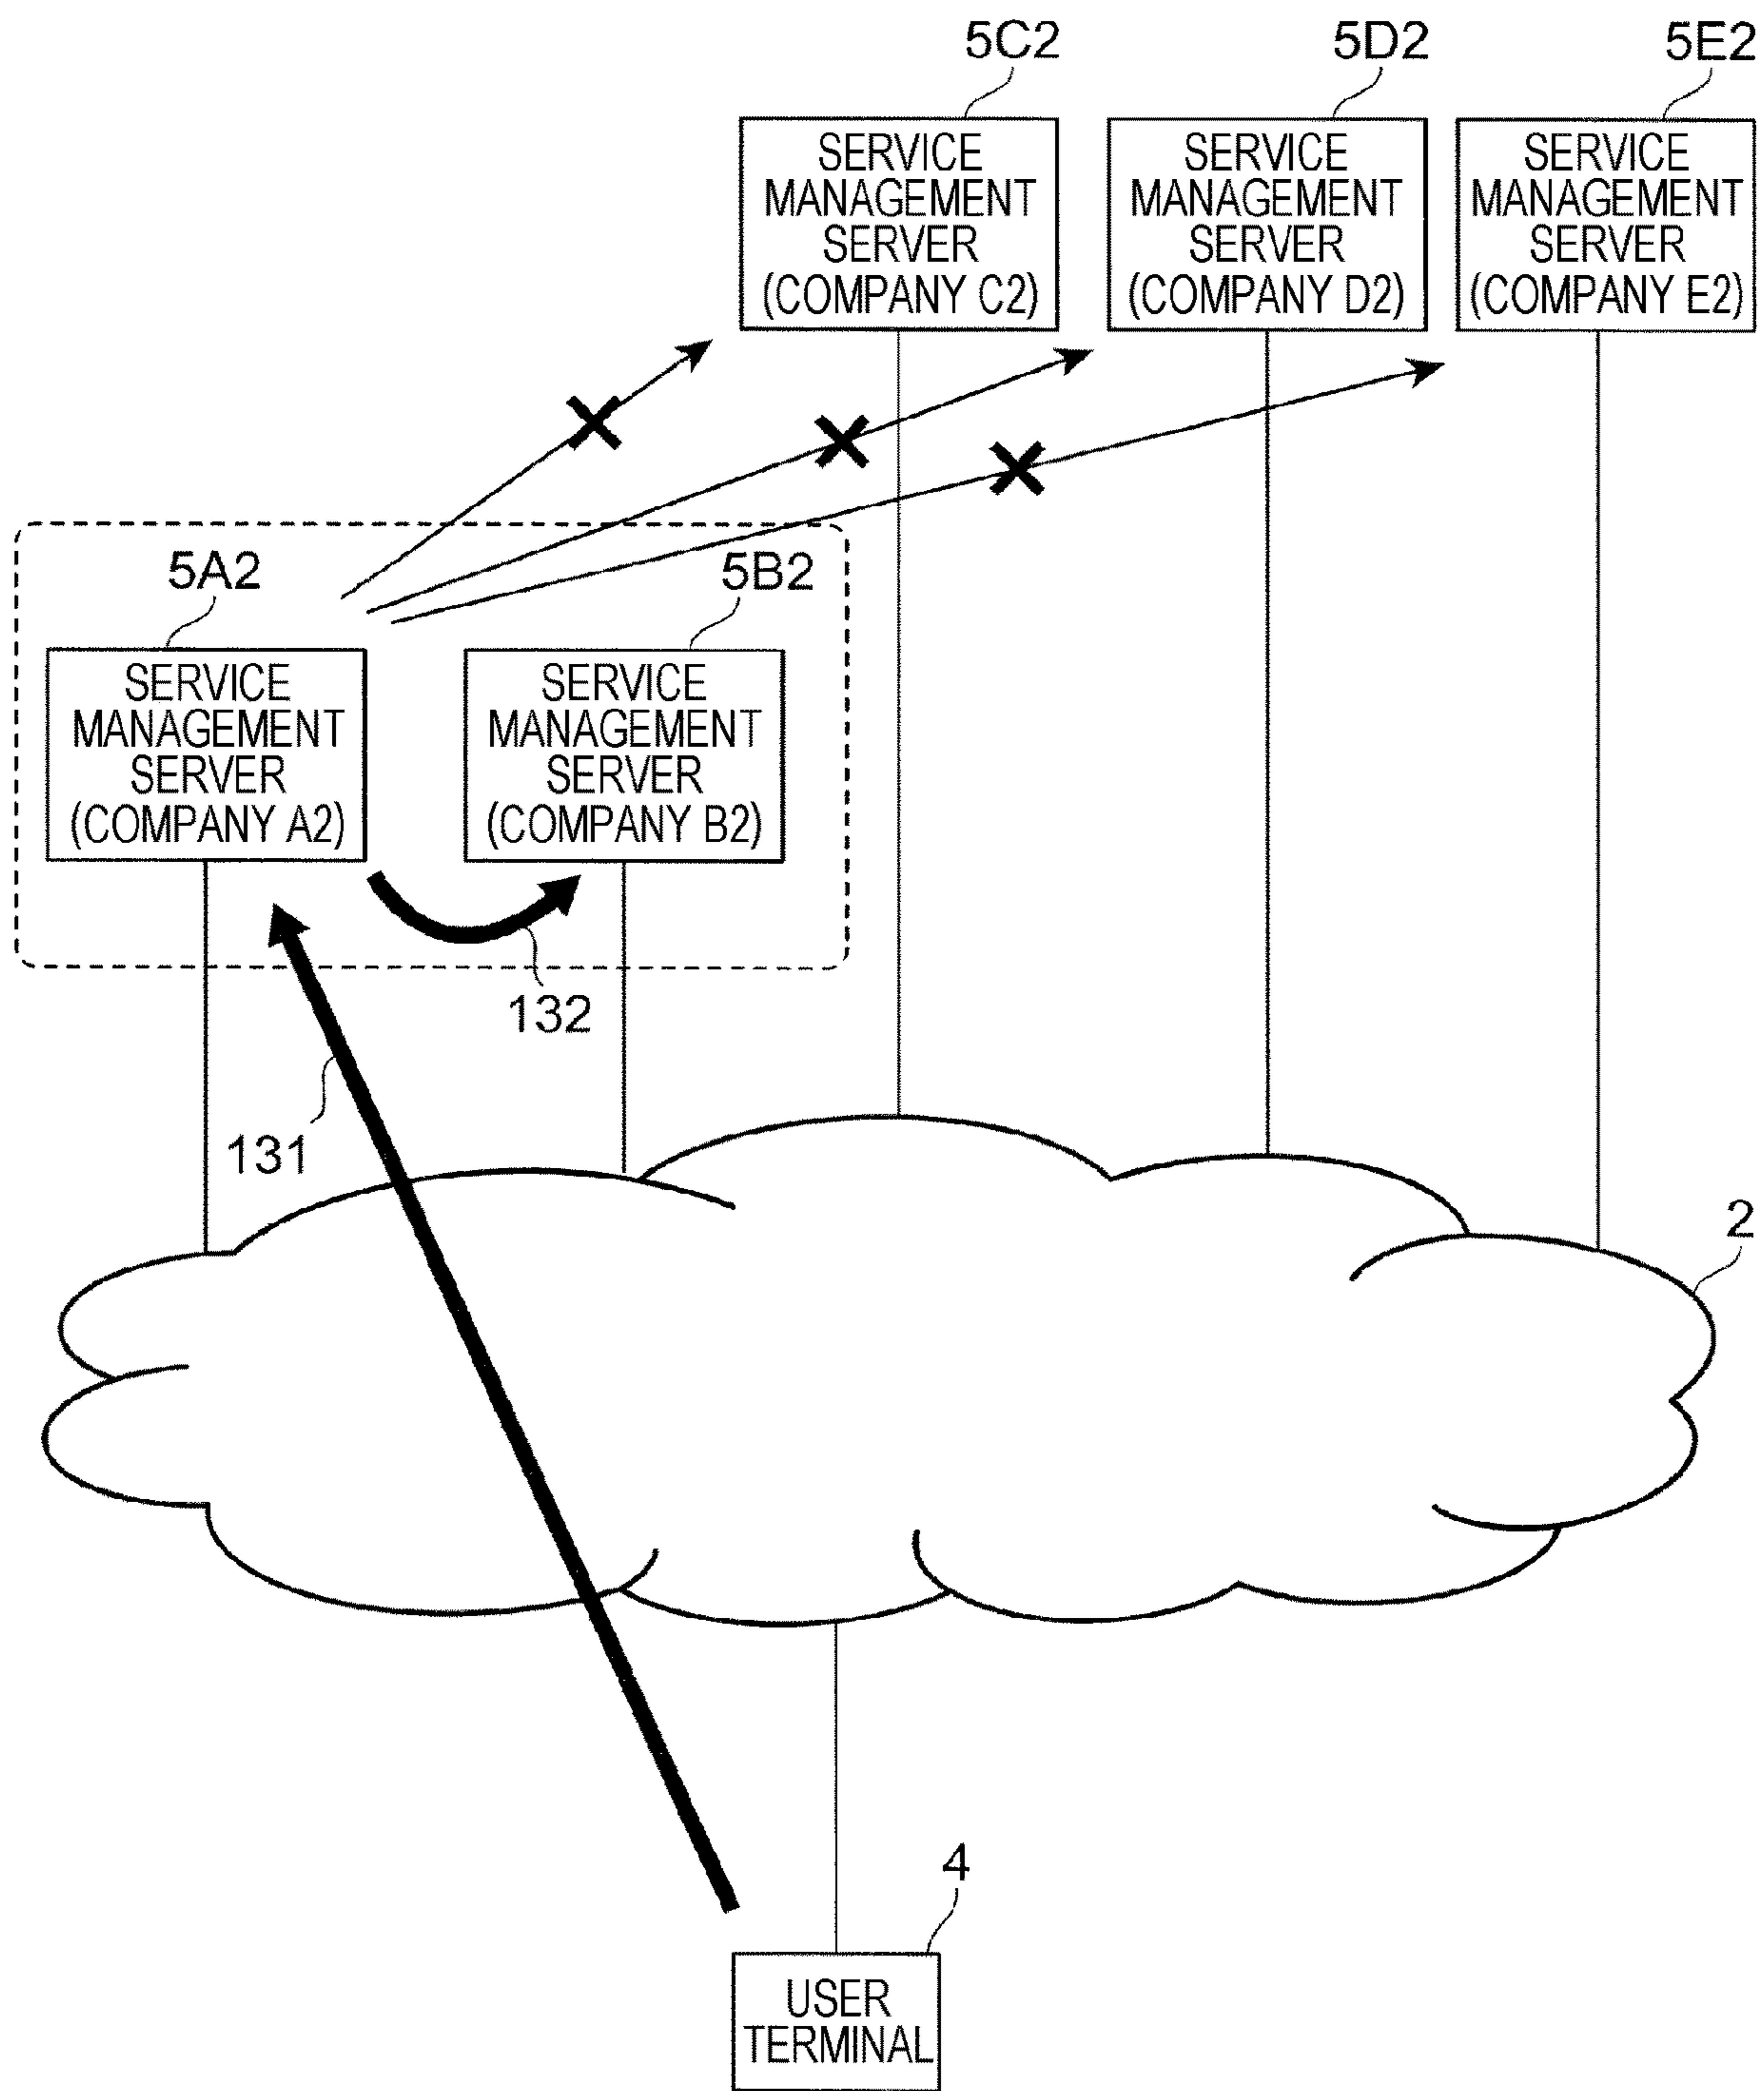 5C2
5D2
5E2
SERVICE
MANAGEMENT
SERVER
(COMPANY C2)
SERVICE
MANAGEMENT
SERVER
(COMPANY D2)
SERVICE
MANAGEMENT
SERVER
(COMPANY E2)
5A2
5B2
SERVICE
MANAGEMENT
SERVER
(COMPANY A2)
SERVICE
MANAGEMENT
SERVER
(COMPANY B2)
132
131
2
4
USER
TERMINAL